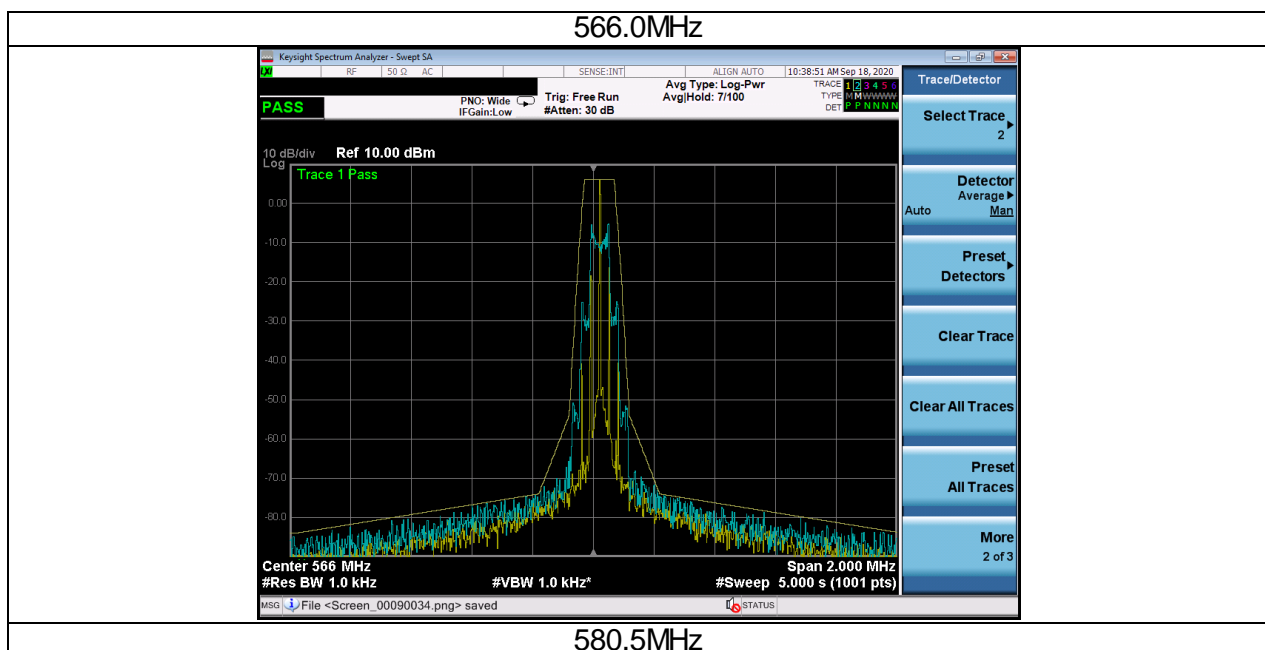 566.0MHz
Keysight Spectrum Analyzer - Swept SA
LXI RF 50 Ω AC SENSE:INT ALIGN AUTO 10:38:51 AM Sep 18, 2020
PASS
PNO: Wide
IFGain:Low
Trig: Free Run
#Atten: 30 dB
Avg Type: Log-Pwr
Avg|Hold: 7/100
TRACE 1 2 3 4 5 6
TYPE M M W W W W
DET P P N N N N
10 dB/div Ref 10.00 dBm
Log
Trace 1 Pass
0.00
-10.0
-20.0
-30.0
-40.0
-50.0
-60.0
-70.0
-80.0
Center 566 MHz Span 2.000 MHz
#Res BW 1.0 kHz #VBW 1.0 kHz* #Sweep 5.000 s (1001 pts)
MSG File <Screen_00090034.png> saved STATUS
Trace/Detector
Select Trace
2
Detector
Average
Auto Man
Preset
Detectors
Clear Trace
Clear All Traces
Preset
All Traces
More
2 of 3
580.5MHz